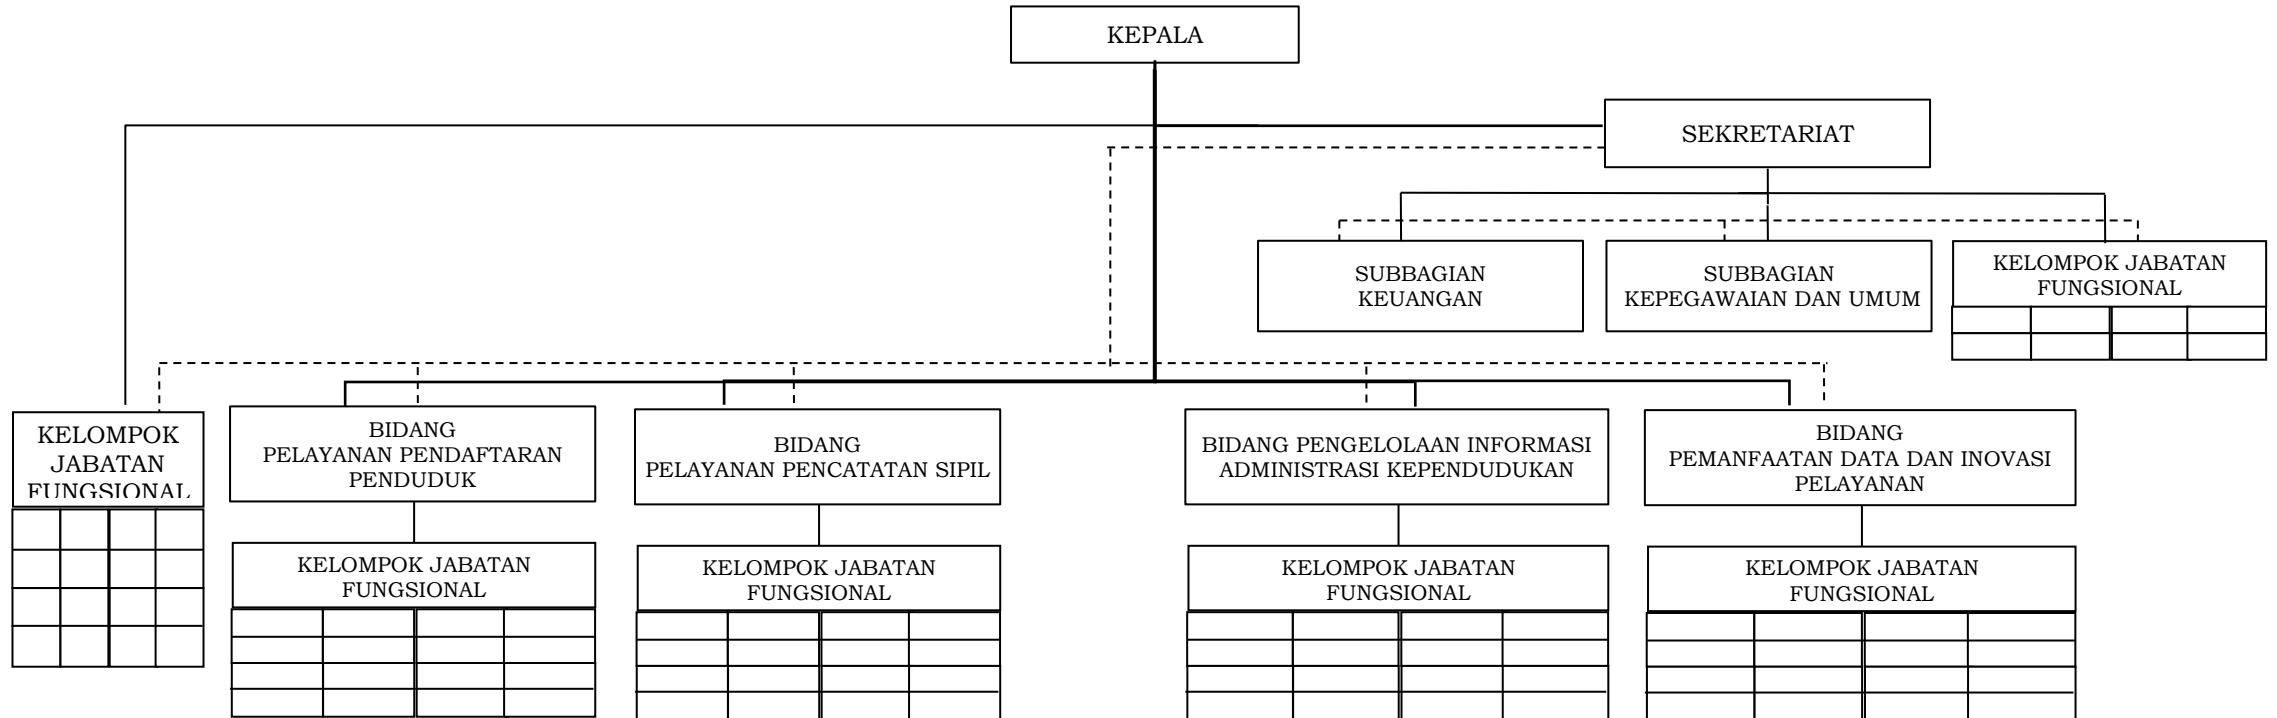 KEPALA
SEKRETARIAT
SUBBAGIAN
KEUANGAN
SUBBAGIAN
KEPEGAWAIAN DAN UMUM
KELOMPOK JABATAN
FUNGSIONAL
KELOMPOK
JABATAN
FUNGSIONAL
BIDANG
PELAYANAN PENDAFTARAN
PENDUDUK
BIDANG
PELAYANAN PENCATATAN SIPIL
BIDANG PENGELOLAAN INFORMASI
ADMINISTRASI KEPENDUDUKAN
BIDANG
PEMANFAATAN DATA DAN INOVASI
PELAYANAN
KELOMPOK JABATAN
FUNGSIONAL
KELOMPOK JABATAN
FUNGSIONAL
KELOMPOK JABATAN
FUNGSIONAL
KELOMPOK JABATAN
FUNGSIONAL